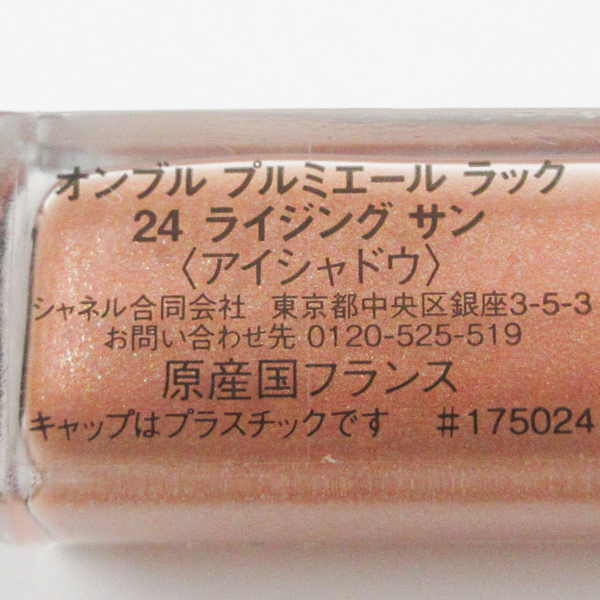 オンブル プルミエール ラック
24 ライジング サン
〈アイシャドウ〉
シャネル合同会社 東京都中央区銀座3-5-3
お問い合わせ先 0120-525-519
原産国フランス
キャップはプラスチックです #175024